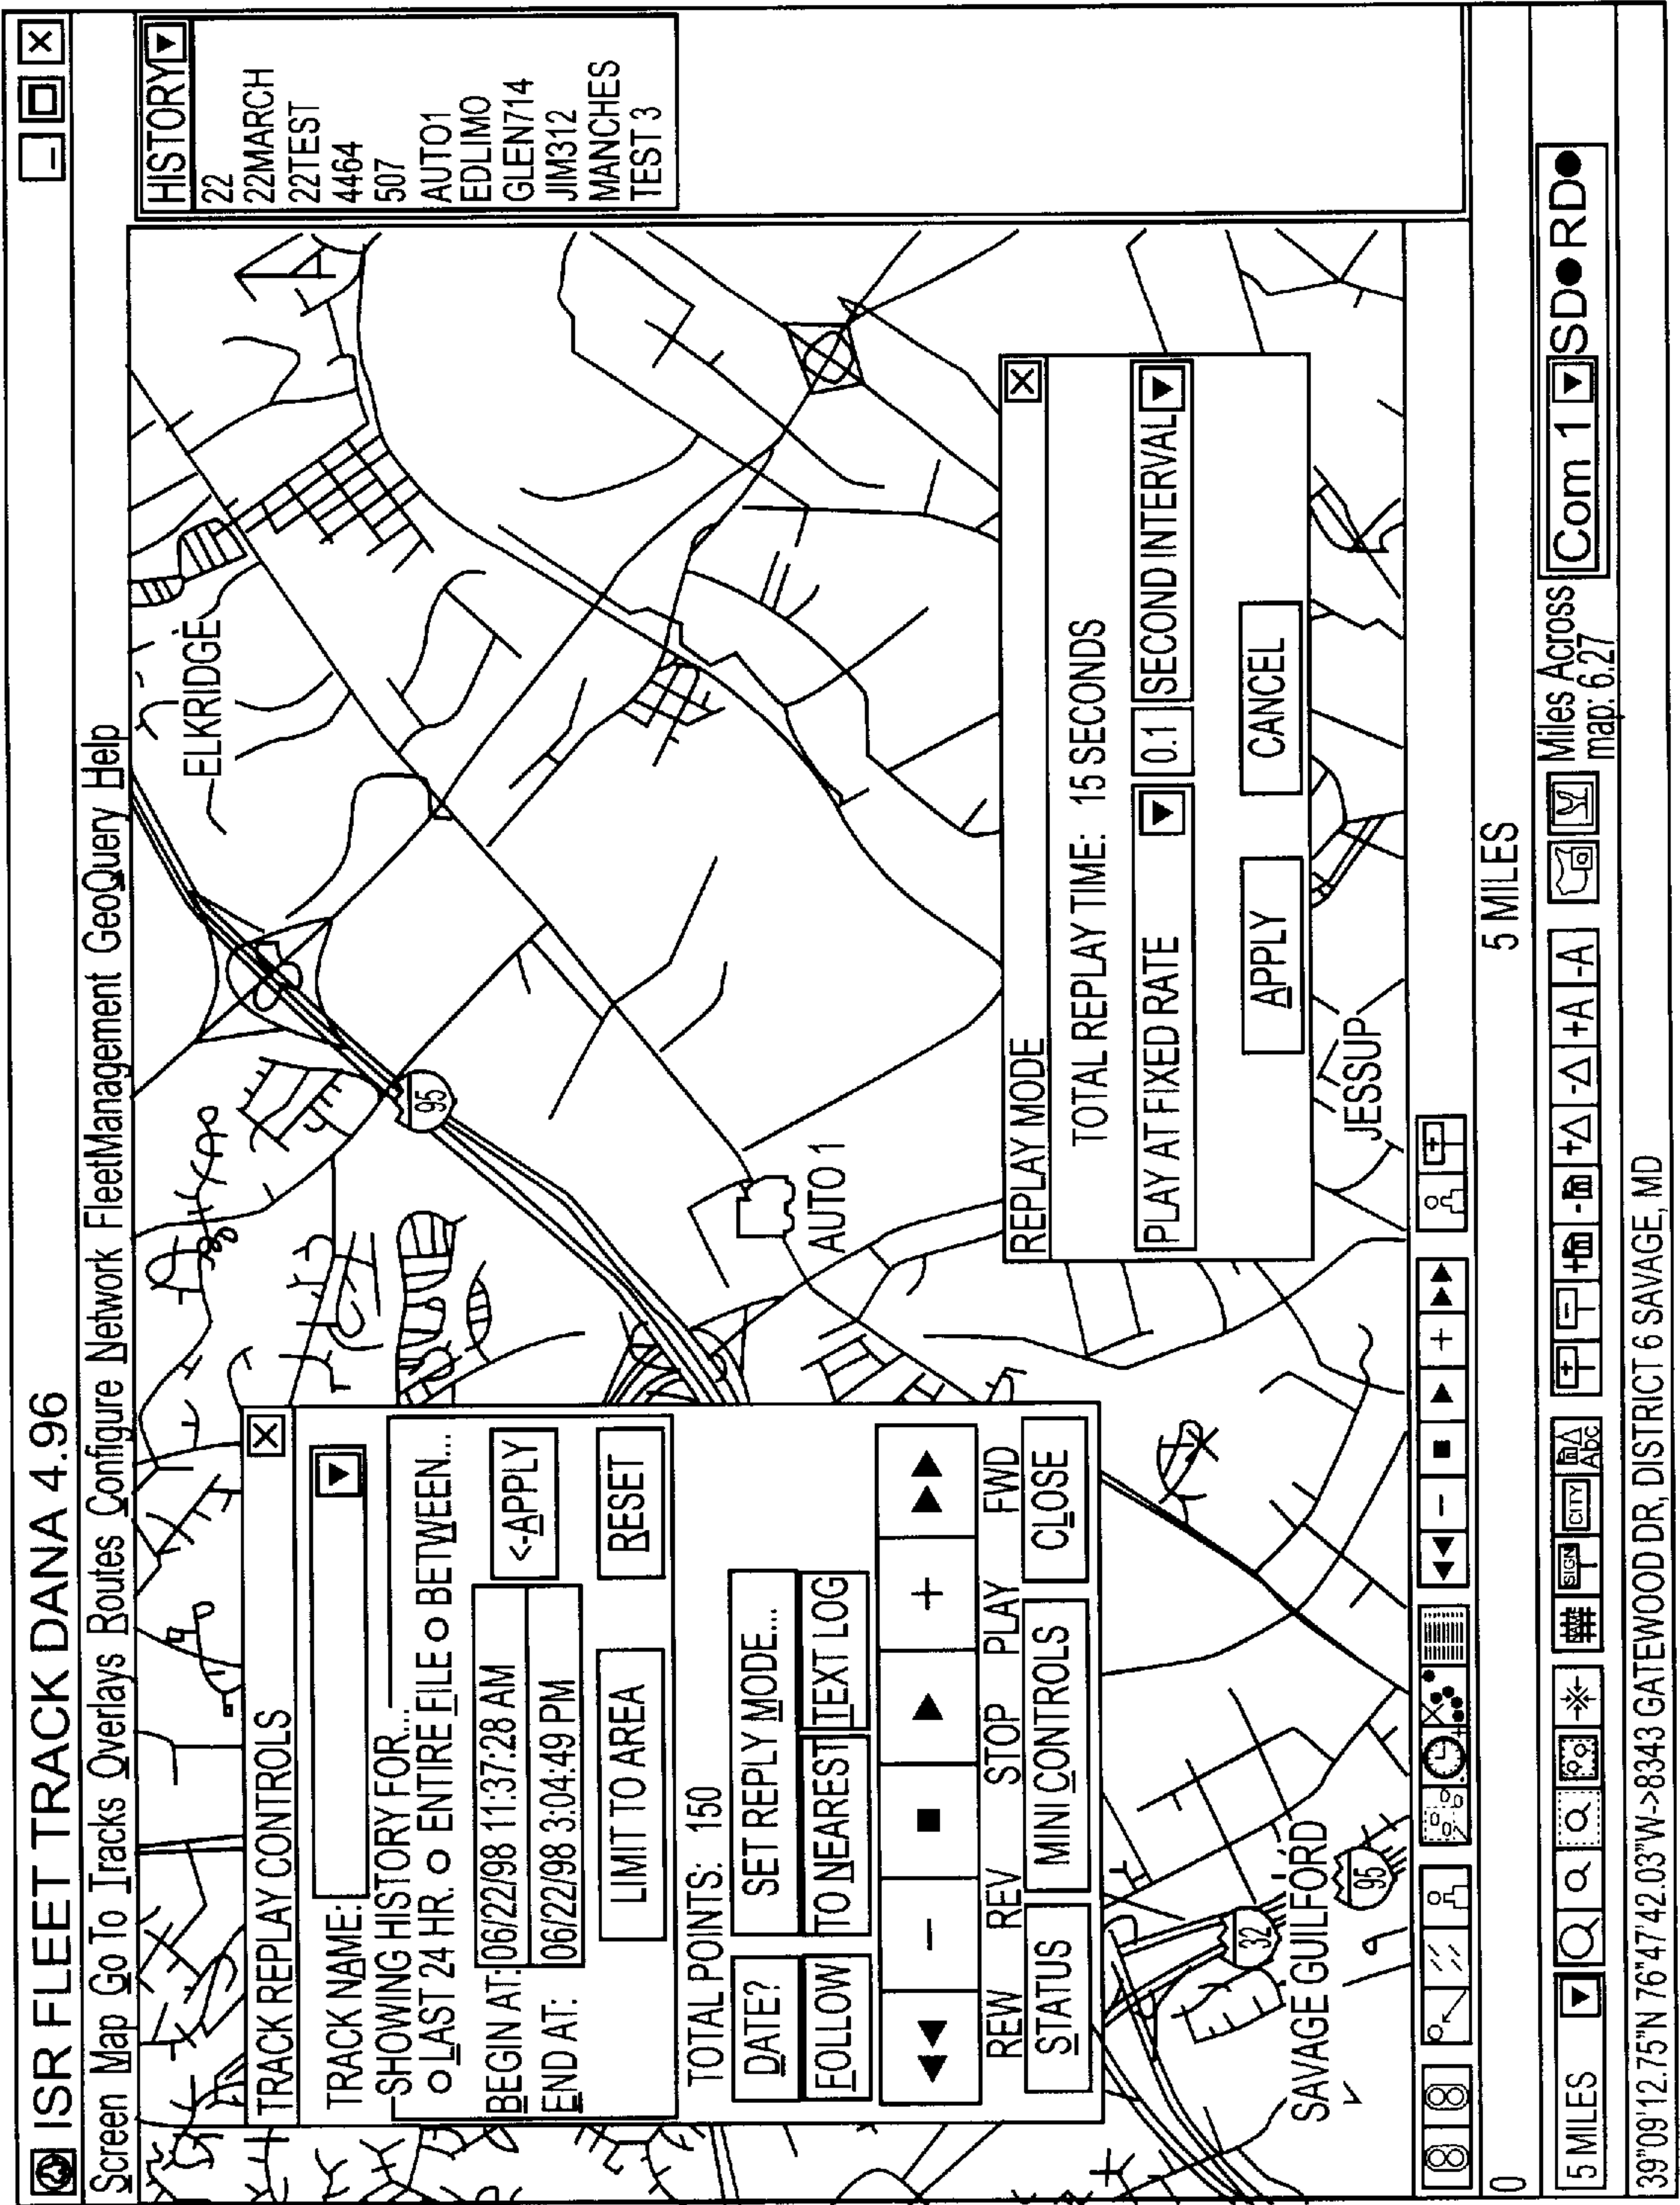 ISR FLEET TRACK DANA 4.96
Screen Map Go To Tracks Overlays Routes Configure Network FleetManagement GeoQuery Help
HISTORY
22
22MARCH
22TEST
4464
507
AUTO1
EDLIMO
GLEN714
JIM312
MANCHES
TEST 3
TRACK REPLAY CONTROLS
TRACK NAME:
SHOWING HISTORY FOR...
LAST 24 HR. ENTIRE FILE BETWEEN...
BEGIN AT: 06/22/98 11:37:28 AM <-APPLY
END AT: 06/22/98 3:04:49 PM
LIMIT TO AREA RESET
TOTAL POINTS: 150
DATE? SET REPLY MODE...
FOLLOW TO NEAREST TEXT LOG
− +
REW REV STOP PLAY FWD
STATUS MINI CONTROLS CLOSE
ELKRIDGE
95
AUTO 1
REPLAY MODE
TOTAL REPLAY TIME: 15 SECONDS
PLAY AT FIXED RATE 0.1 SECOND INTERVAL
APPLY CANCEL
JESSUP
SAVAGE GUILFORD
32
95
− +
0 5 MILES
5 MILES SIGN CITY Abc + - + - +△ -△ +A -A Miles Across
map: 6.27
Com 1 SD RD
39"09'12.75"N 76"47'42.03"W->8343 GATEWOOD DR, DISTRICT 6 SAVAGE, MD